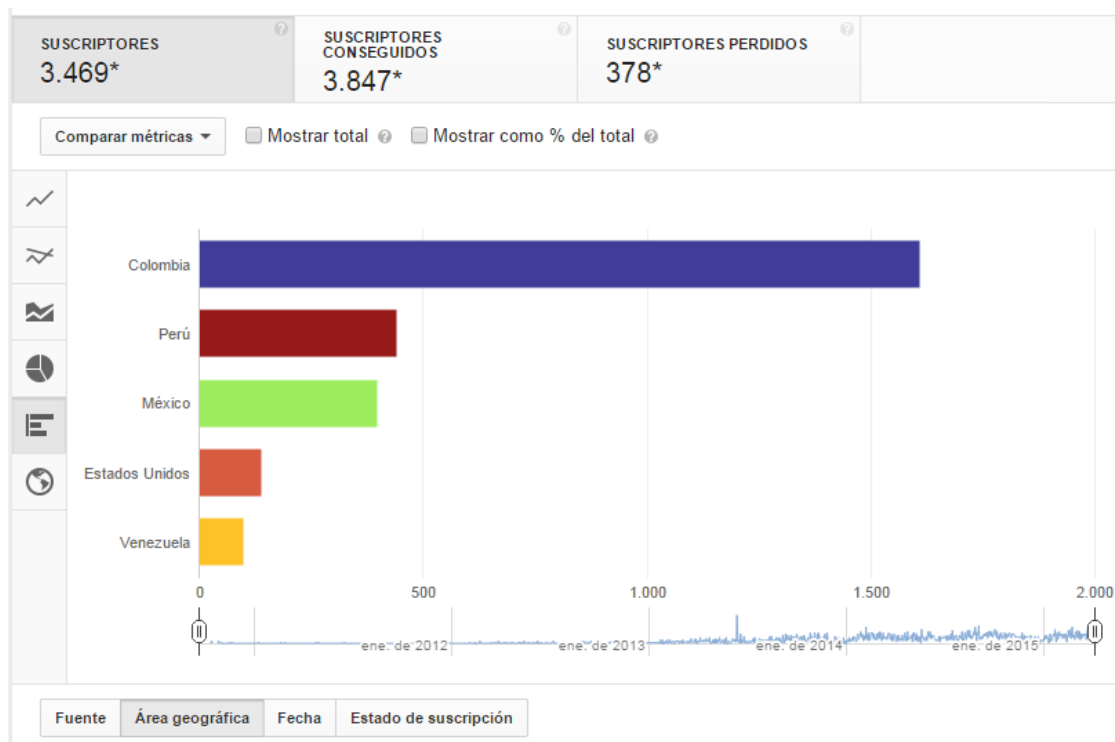 SUSCRIPTORES
3.469*
SUSCRIPTORES
CONSEGUIDOS
3.847*
SUSCRIPTORES PERDIDOS
378*
Comparar métricas
Mostrar total
Mostrar como % del total
Colombia
Perú
México
Estados Unidos
Venezuela
0 500 1.000 1.500 2.000
ene. de 2012 ene. de 2013 ene. de 2014 ene. de 2015
Fuente Área geográfica Fecha Estado de suscripción